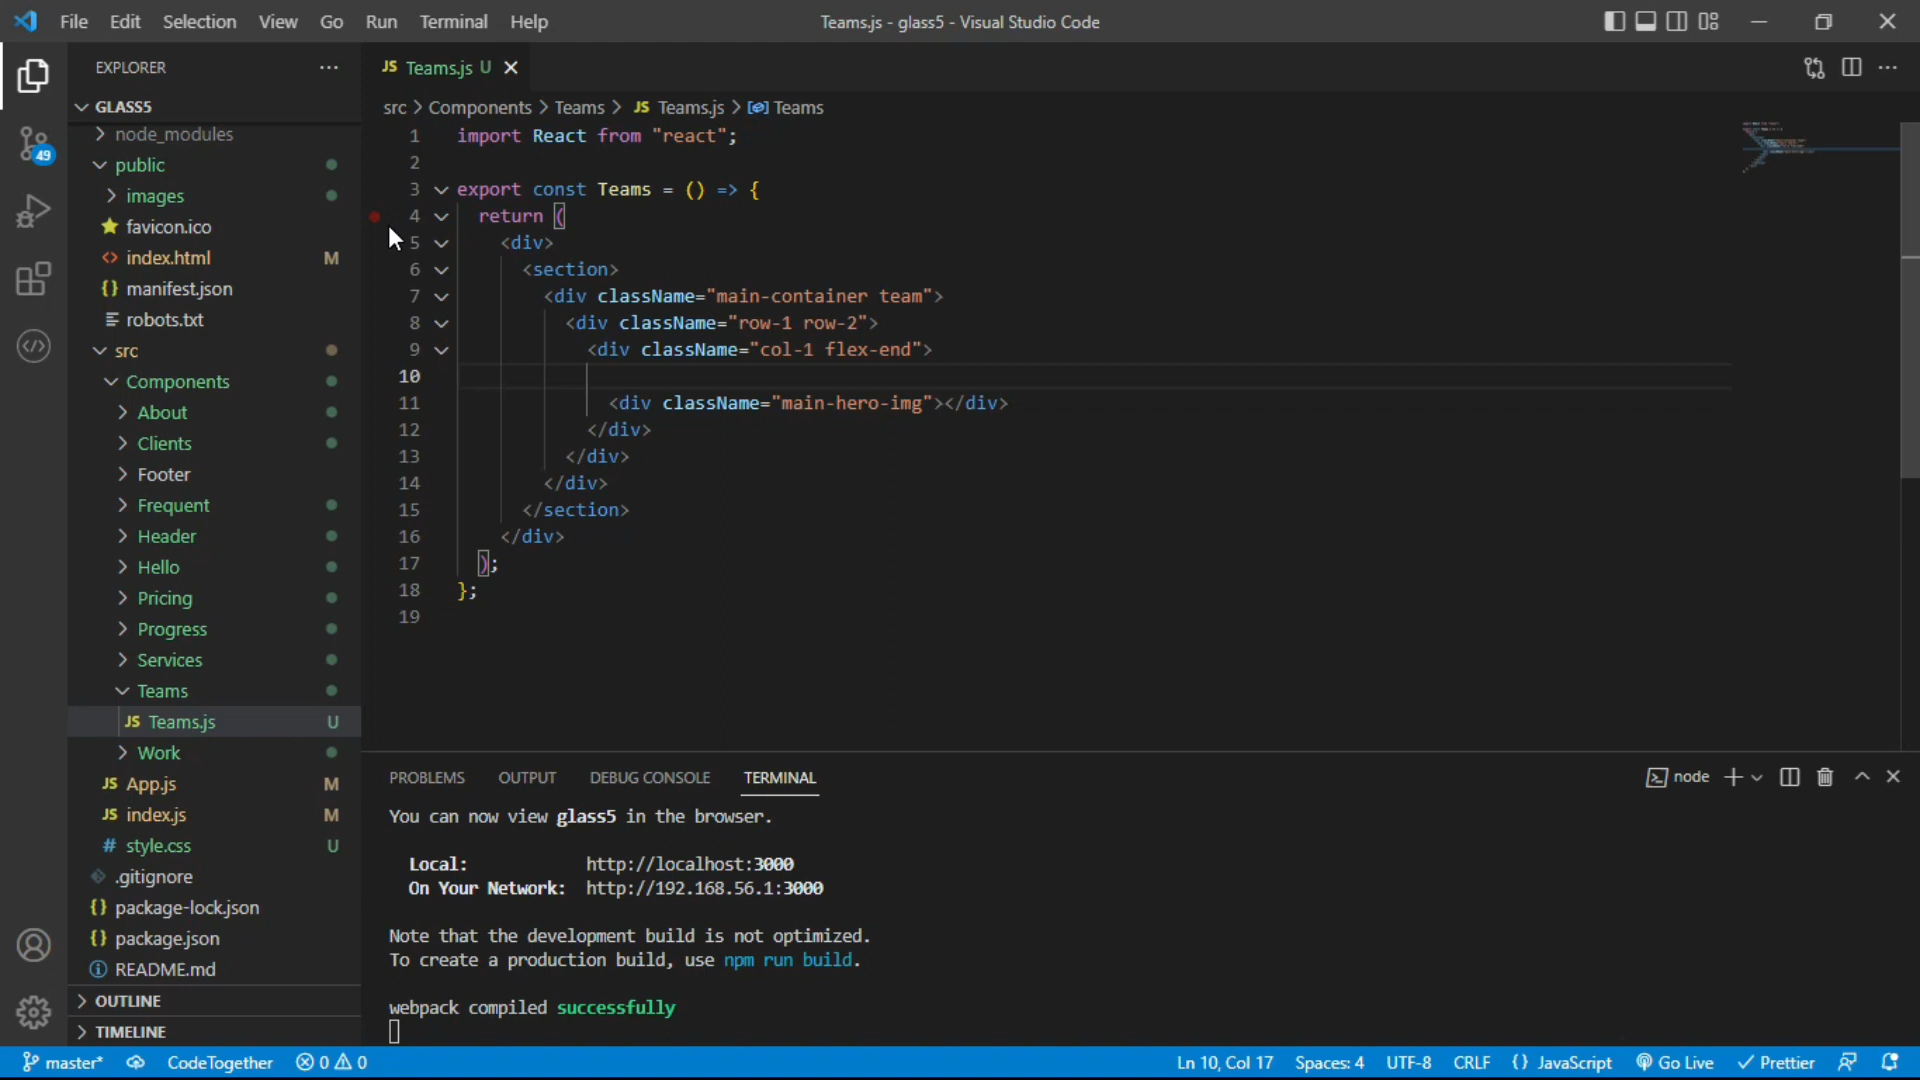 File Edit Selection View Go Run Terminal Help
Teams.js - glass5 - Visual Studio Code
EXPLORER
GLASS5
node_modules
public
images
favicon.ico
index.html M
manifest.json
robots.txt
src
Components
About
Clients
Footer
Frequent
Header
Hello
Pricing
Progress
Services
Teams
JS Teams.js U
Work
JS App.js M
JS index.js M
# style.css U
.gitignore
{} package-lock.json
{} package.json
README.md
OUTLINE
TIMELINE
49
JS Teams.js U
src > Components > Teams > JS Teams.js > Teams
1 import React from "react";
2
3 export const Teams = () => {
4 return (
5 <div>
6 <section>
7 <div className="main-container team">
8 <div className="row-1 row-2">
9 <div className="col-1 flex-end">
10
11 <div className="main-hero-img"></div>
12 </div>
13 </div>
14 </div>
15 </section>
16 </div>
17 );
18 };
19
PROBLEMS OUTPUT DEBUG CONSOLE TERMINAL
node
You can now view glass5 in the browser.
Local: http://localhost:3000
On Your Network: http://192.168.56.1:3000
Note that the development build is not optimized.
To create a production build, use npm run build.
webpack compiled successfully
master* CodeTogether 0 0 Ln 10, Col 17 Spaces: 4 UTF-8 CRLF {} JavaScript Go Live Prettier